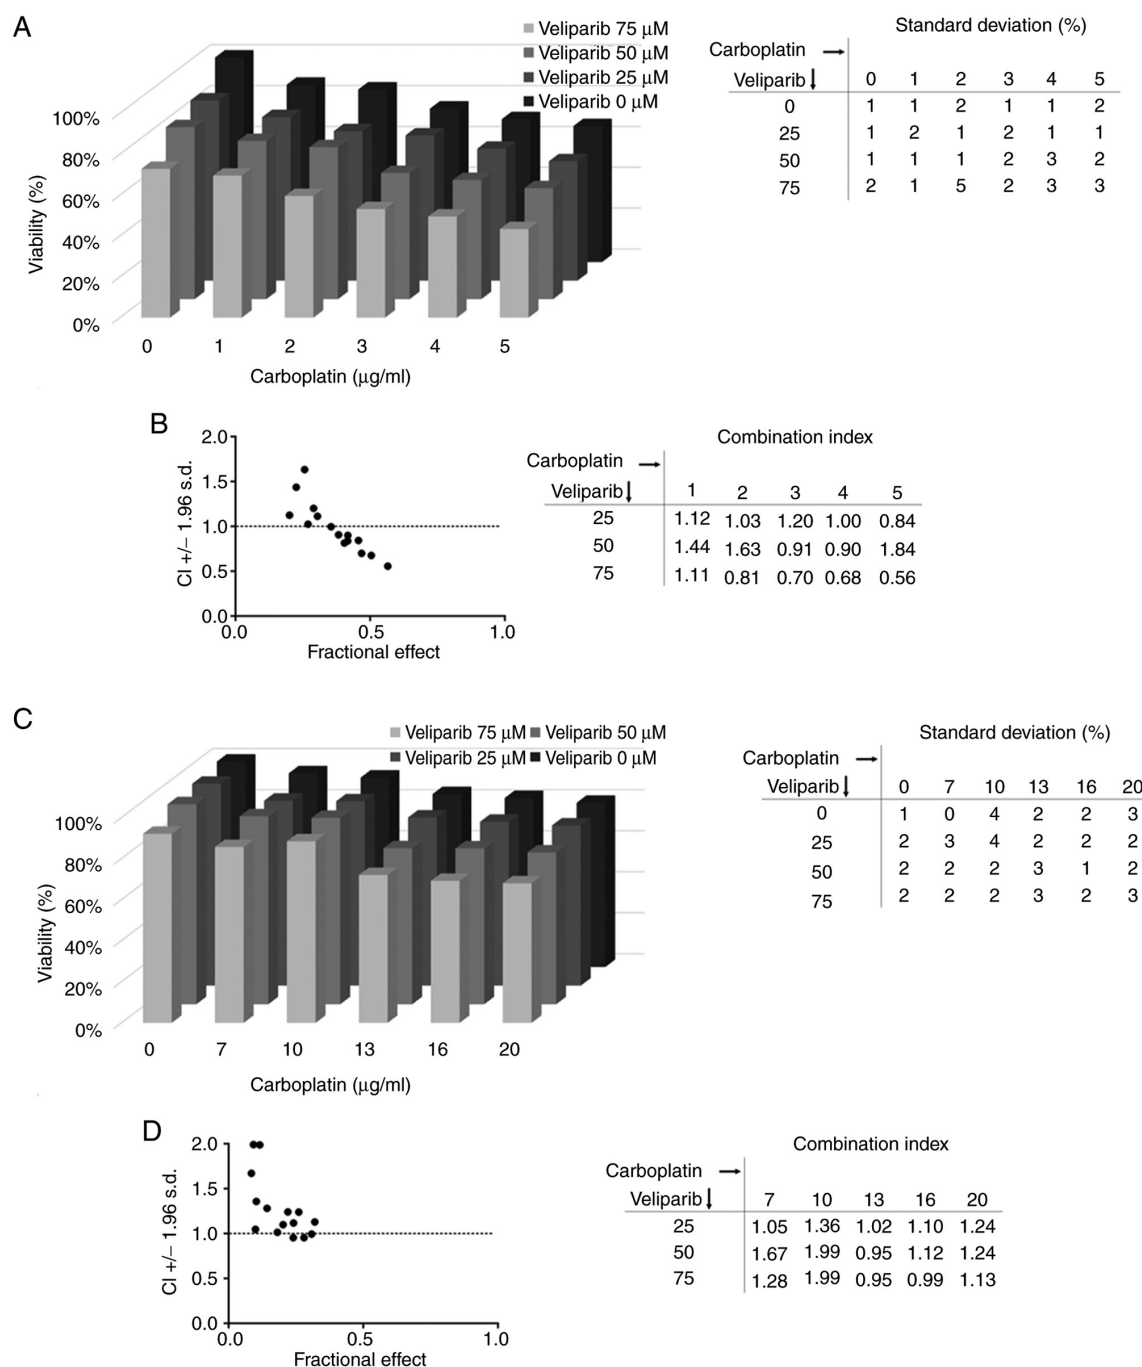 A
Veliparib 75 µM
Veliparib 50 µM
Veliparib 25 µM
Veliparib 0 µM
100%
80%
60%
40%
20%
0%
Viability (%)
0 1 2 3 4 5
Carboplatin (µg/ml)
Standard deviation (%)
Carboplatin
Veliparib 0 1 2 3 4 5
0 1 1 2 1 1 2
25 1 2 1 2 1 1
50 1 1 1 2 3 2
75 2 1 5 2 3 3
B
2.0
1.5
1.0
0.5
0.0
CI +/− 1.96 s.d.
0.0 0.5 1.0
Fractional effect
Combination index
Carboplatin
Veliparib 1 2 3 4 5
25 1.12 1.03 1.20 1.00 0.84
50 1.44 1.63 0.91 0.90 1.84
75 1.11 0.81 0.70 0.68 0.56
C
Veliparib 75 µM Veliparib 50 µM
Veliparib 25 µM Veliparib 0 µM
100%
80%
60%
40%
20%
0%
Viability (%)
0 7 10 13 16 20
Carboplatin (µg/ml)
Standard deviation (%)
Carboplatin
Veliparib 0 7 10 13 16 20
0 1 0 4 2 2 3
25 2 3 4 2 2 2
50 2 2 2 3 1 2
75 2 2 2 3 2 3
D
2.0
1.5
1.0
0.5
0.0
CI +/− 1.96 s.d.
0.0 0.5 1.0
Fractional effect
Combination index
Carboplatin
Veliparib 7 10 13 16 20
25 1.05 1.36 1.02 1.10 1.24
50 1.67 1.99 0.95 1.12 1.24
75 1.28 1.99 0.95 0.99 1.13